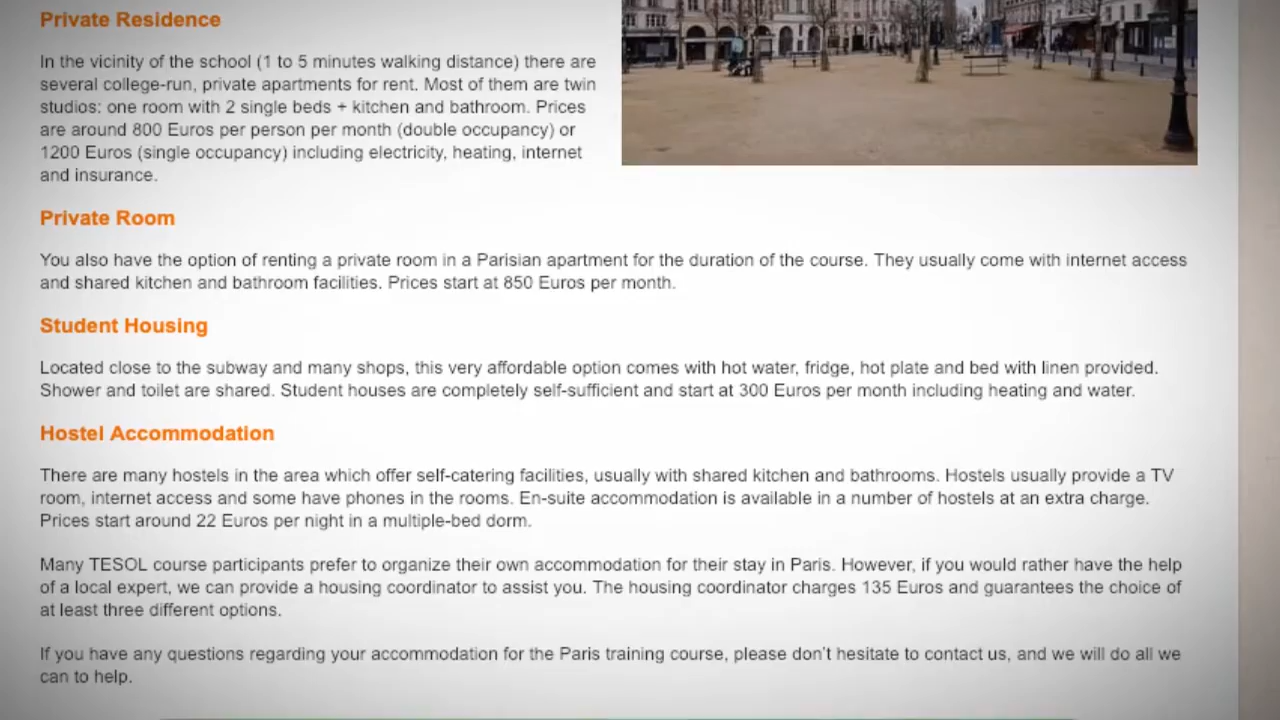 Private Residence
In the vicinity of the school (1 to 5 minutes walking distance) there are
several college-run, private apartments for rent. Most of them are twin
studios: one room with 2 single beds + kitchen and bathroom. Prices
are around 800 Euros per person per month (double occupancy) or
1200 Euros (single occupancy) including electricity, heating, internet
and insurance.
Private Room
You also have the option of renting a private room in a Parisian apartment for the duration of the course. They usually come with internet access
and shared kitchen and bathroom facilities. Prices start at 850 Euros per month.
Student Housing
Located close to the subway and many shops, this very affordable option comes with hot water, fridge, hot plate and bed with linen provided.
Shower and toilet are shared. Student houses are completely self-sufficient and start at 300 Euros per month including heating and water.
Hostel Accommodation
There are many hostels in the area which offer self-catering facilities, usually with shared kitchen and bathrooms. Hostels usually provide a TV
room, internet access and some have phones in the rooms. En-suite accommodation is available in a number of hostels at an extra charge.
Prices start around 22 Euros per night in a multiple-bed dorm.
Many TESOL course participants prefer to organize their own accommodation for their stay in Paris. However, if you would rather have the help
of a local expert, we can provide a housing coordinator to assist you. The housing coordinator charges 135 Euros and guarantees the choice of
at least three different options.
If you have any questions regarding your accommodation for the Paris training course, please don't hesitate to contact us, and we will do all we
can to help.